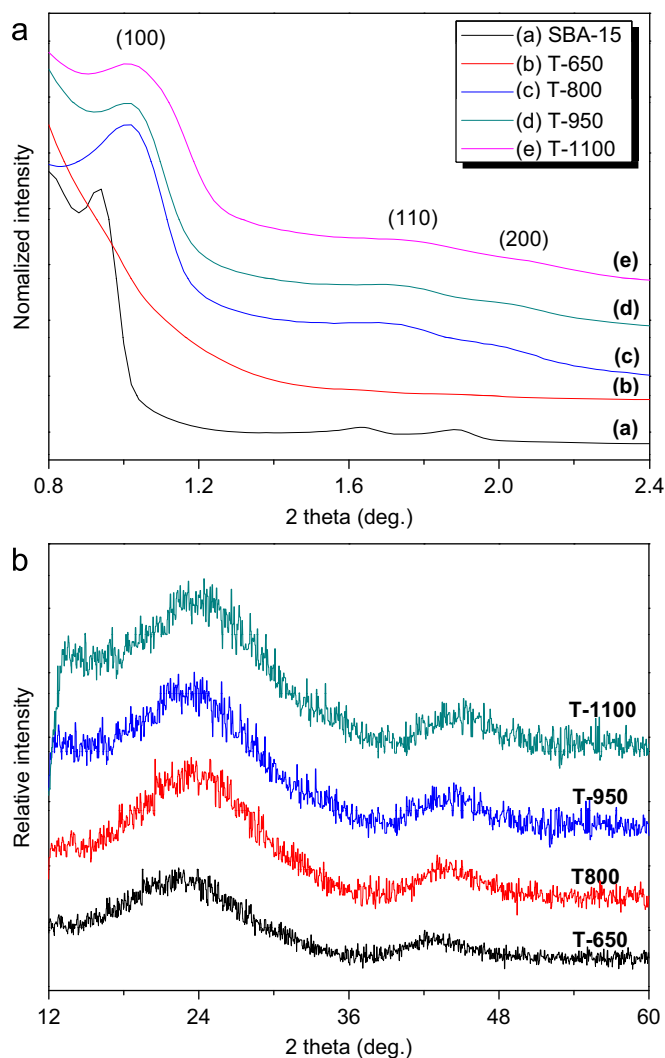 a
(100)
(a) SBA-15
(b) T-650
(c) T-800
(d) T-950
(e) T-1100
(110)
(200)
(e)
(d)
(c)
(b)
(a)
Nomalized intensity
0.8 1.2 1.6 2.0 2.4
2 theta (deg.)
b
T-1100
T-950
T800
T-650
Relative intensity
12 24 36 48 60
2 theta (deg.)